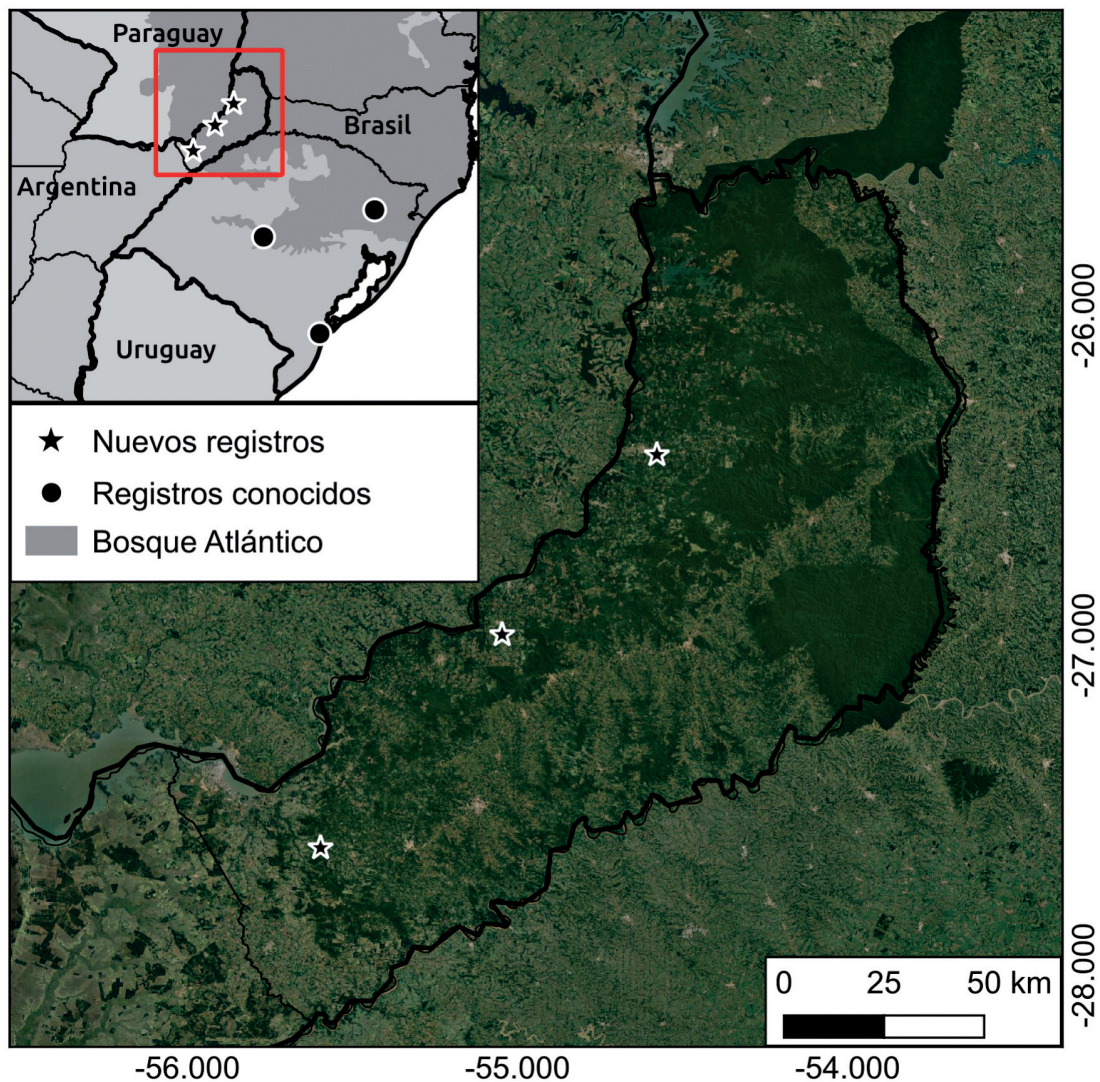 Paraguay
Brasil
Argentina
Uruguay
Nuevos registros
Registros conocidos
Bosque Atlántico
-26.000
-27.000
-28.000
0 25 50 km
-56.000 -55.000 -54.000